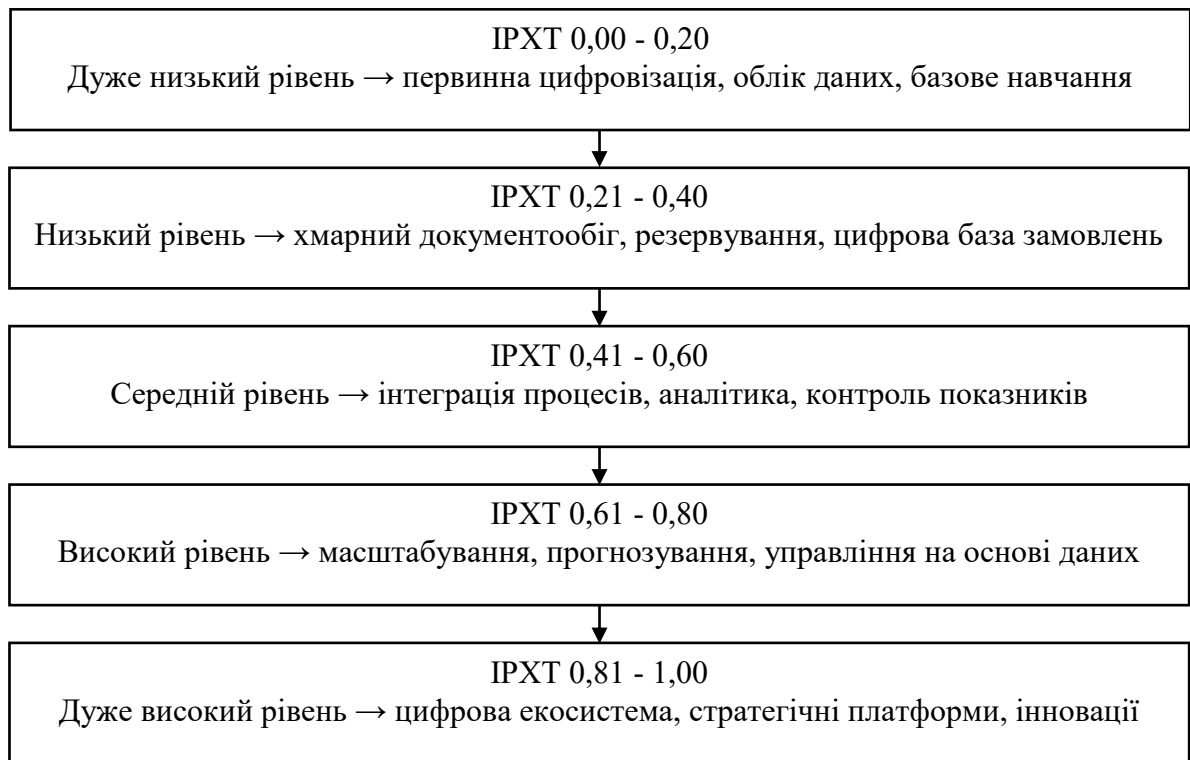 ІРХТ 0,00 - 0,20
Дуже низький рівень → первинна цифровізація, облік даних, базове навчання
ІРХТ 0,21 - 0,40
Низький рівень → хмарний документообіг, резервування, цифрова база замовлень
ІРХТ 0,41 - 0,60
Середній рівень → інтеграція процесів, аналітика, контроль показників
ІРХТ 0,61 - 0,80
Високий рівень → масштабування, прогнозування, управління на основі даних
ІРХТ 0,81 - 1,00
Дуже високий рівень → цифрова екосистема, стратегічні платформи, інновації